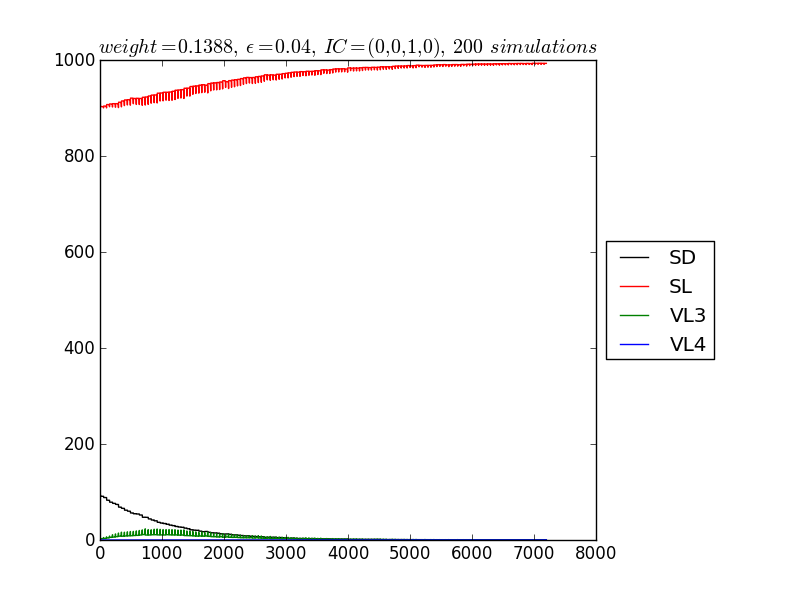 weight = 0.1388, ϵ = 0.04, IC = (0,0,1,0), 200 simulations
1000
800
600
400
200
0
0 1000 2000 3000 4000 5000 6000 7000 8000
SD
SL
VL3
VL4